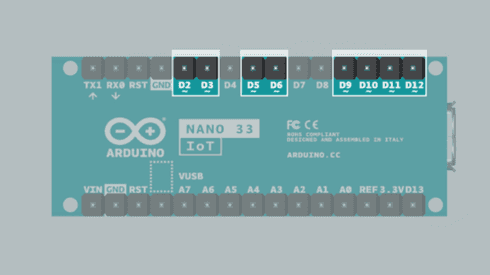 TX1 RX0 RST GND D2 D3 D4 D5 D6 D7 D8 D9 D10 D11 D12
~ ~ ~ ~ ~ ~ ~ ~
ARDUINO
NANO 33
IoT
FC CE
ROHS COMPLIANT
DESIGNED AND ASSEMBLED IN ITALY
ARDUINO.CC
VUSB
VIN GND RST A7 A6 A5 A4 A3 A2 A1 A0 REF 3.3V D13